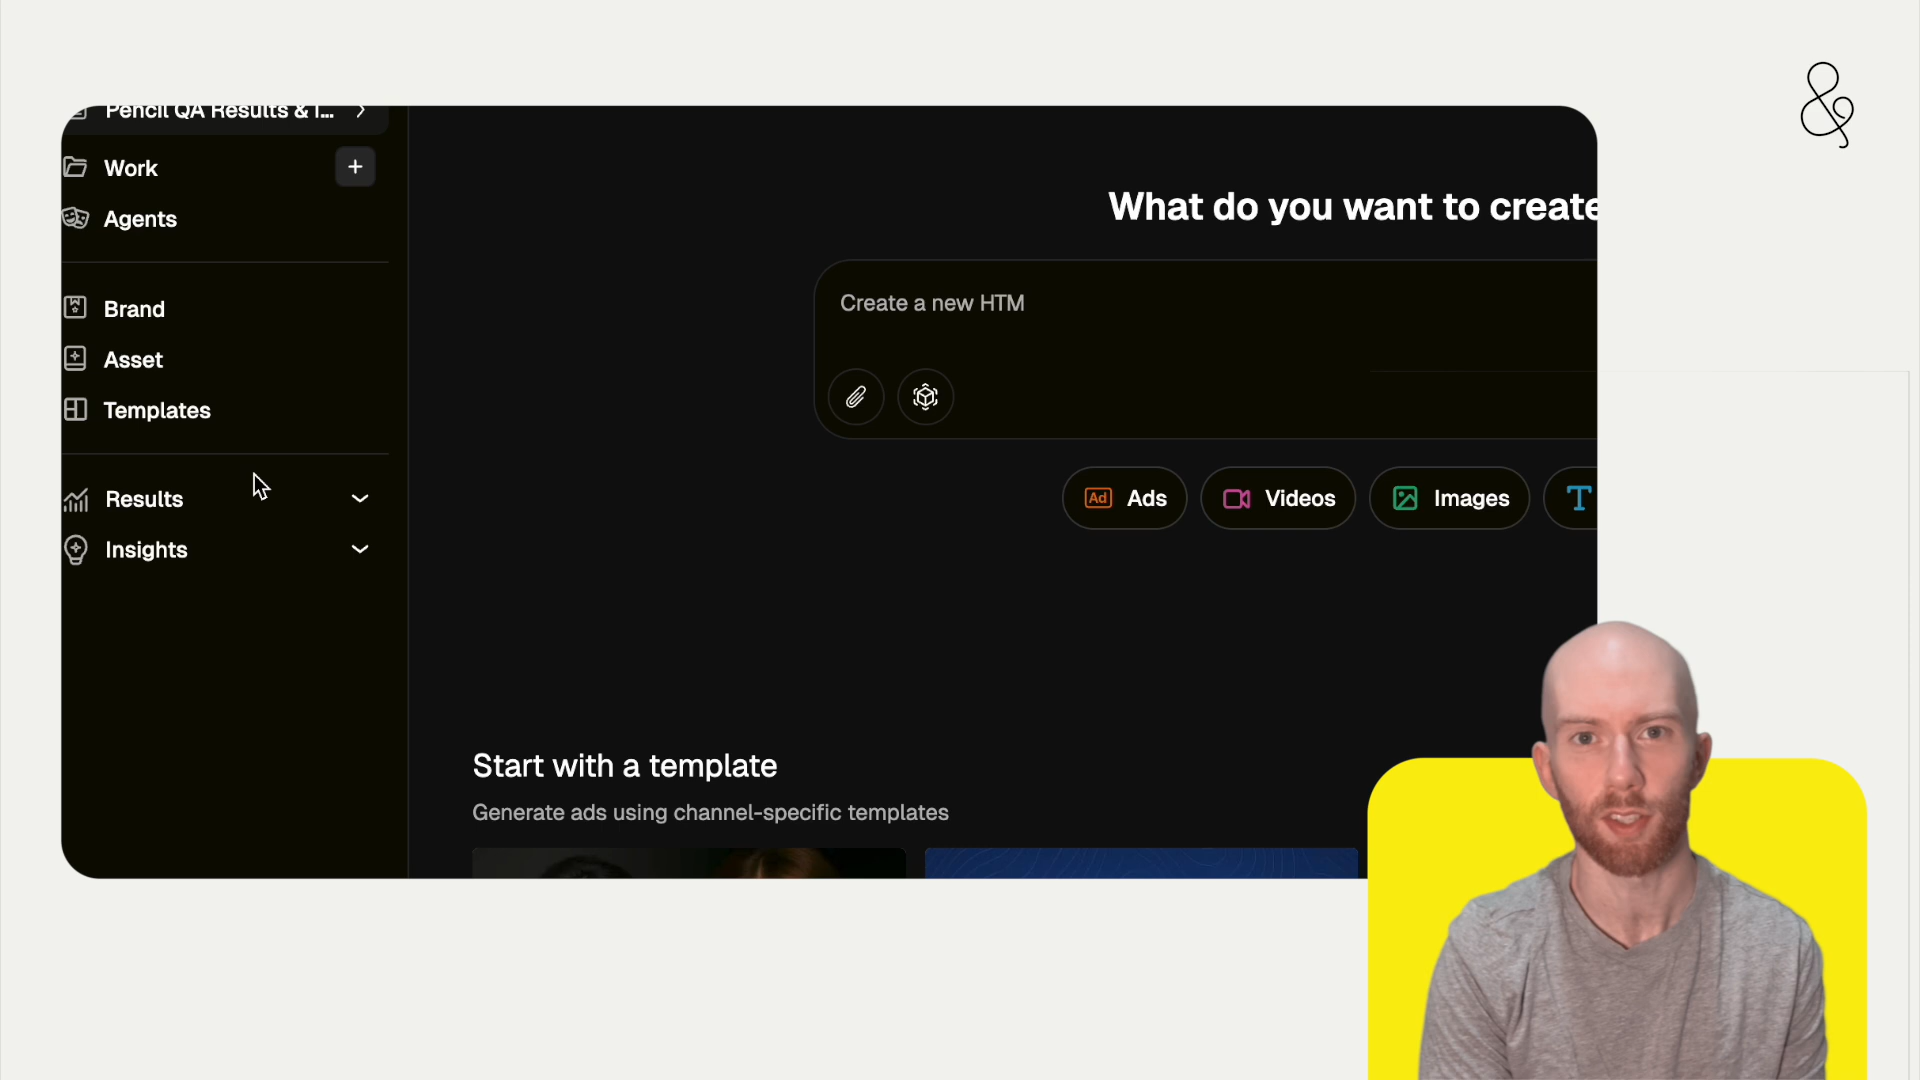 Pencil QA Results & I...
Work
Agents
Brand
Asset
Templates
Results
Insights
What do you want to create
Create a new HTM
Ad Ads
Videos
Images
T
Start with a template
Generate ads using channel-specific templates
&